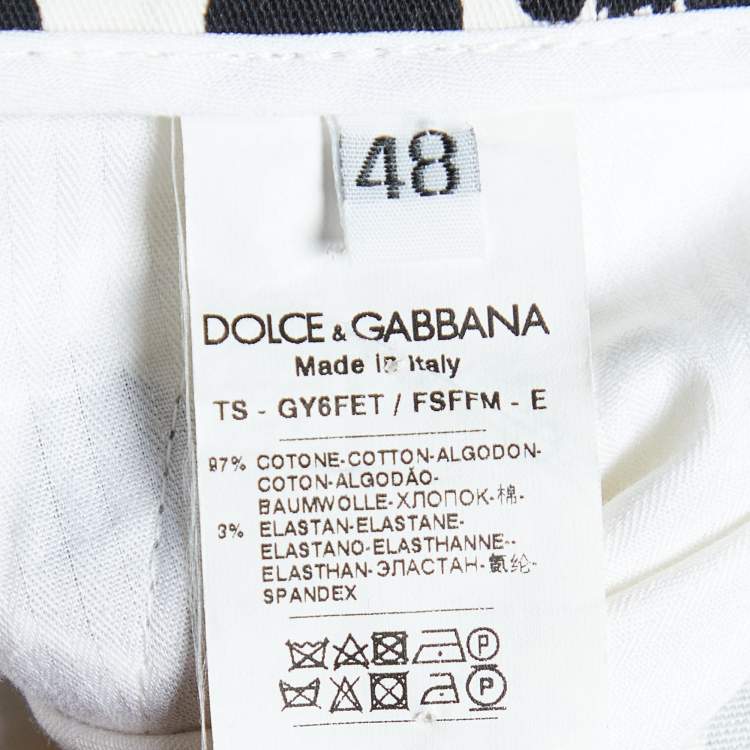 48
DOLCE & GABBANA
Made in Italy
TS - GY6FET / FSFFM - E
97% COTONE-COTTON-ALGODON-
COTON-ALGODÃO-
BAUMWOLLE-ХЛОПОК-棉-
3% ELASTAN-ELASTANE-
ELASTANO-ELASTHANNE--
ELASTHAN-ЭЛАСТАН-氨纶-
SPANDEX
P
P